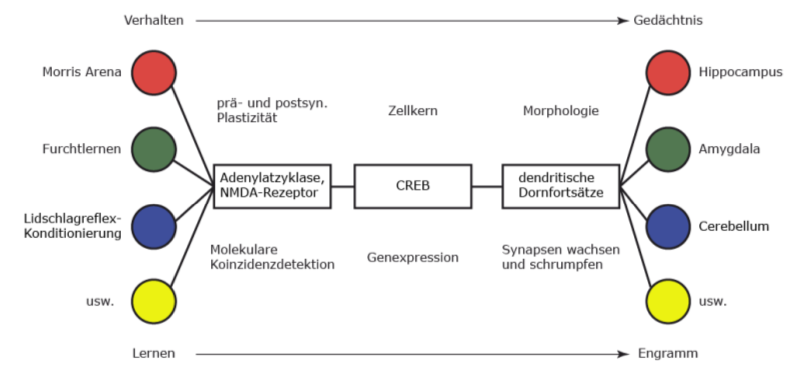 Verhalten
Gedächtnis
Morris Arena
Hippocampus
prä- und postsyn.
Plastizität
Zellkern
Morphologie
Furchtlernen
Amygdala
Adenylatzyklase,
NMDA-Rezeptor
CREB
dendritische
Dornfortsätze
Lidschlagreflex-
Konditionierung
Cerebellum
Molekulare
Koinzidenzdetektion
Genexpression
Synapsen wachsen
und schrumpfen
usw.
usw.
Lernen
Engramm